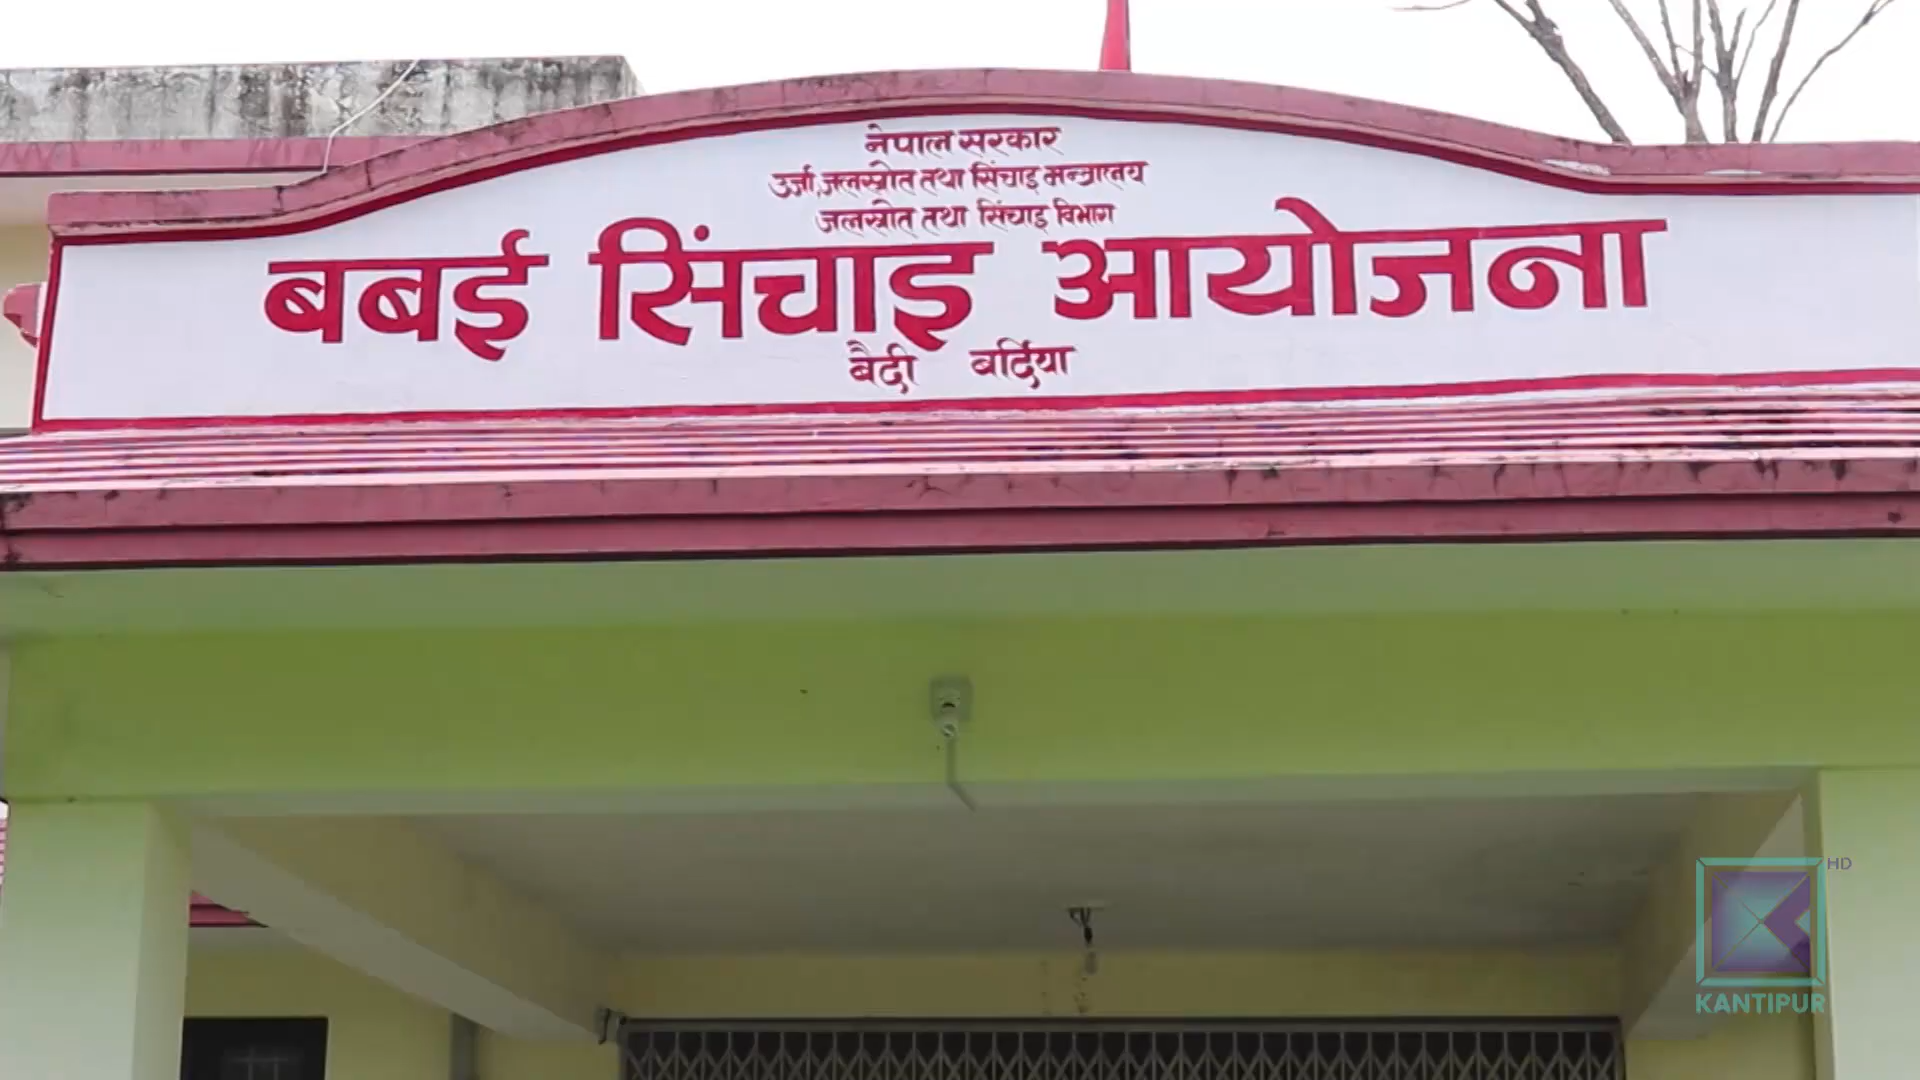 नेपाल सरकार
उर्जा, जलस्रोत तथा सिंचाइ मन्त्रालय
जलस्रोत तथा सिंचाइ विभाग
बबई सिंचाइ आयोजना
बैदी बर्दिया
HD
KANTIPUR